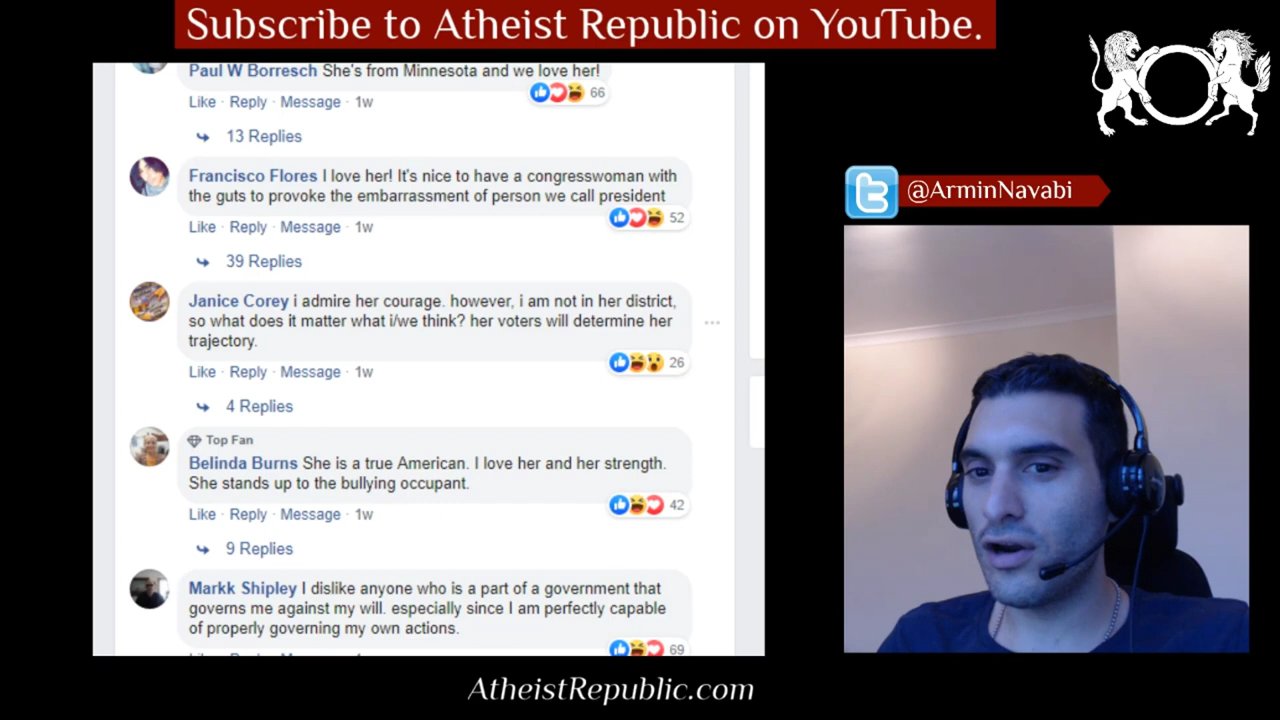 Subscribe to Atheist Republic on YouTube.
Paul W Borresch She's from Minnesota and we love her!
66
Like · Reply · Message · 1w
13 Replies
Francisco Flores I love her! It's nice to have a congresswoman with
the guts to provoke the embarrassment of person we call president
52
Like · Reply · Message · 1w
39 Replies
Janice Corey i admire her courage. however, i am not in her district,
so what does it matter what i/we think? her voters will determine her
trajectory.
26
Like · Reply · Message · 1w
4 Replies
Top Fan
Belinda Burns She is a true American. I love her and her strength.
She stands up to the bullying occupant.
42
Like · Reply · Message · 1w
9 Replies
Markk Shipley I dislike anyone who is a part of a government that
governs me against my will. especially since I am perfectly capable
of properly governing my own actions.
69
@ArminNavabi
AtheistRepublic.com